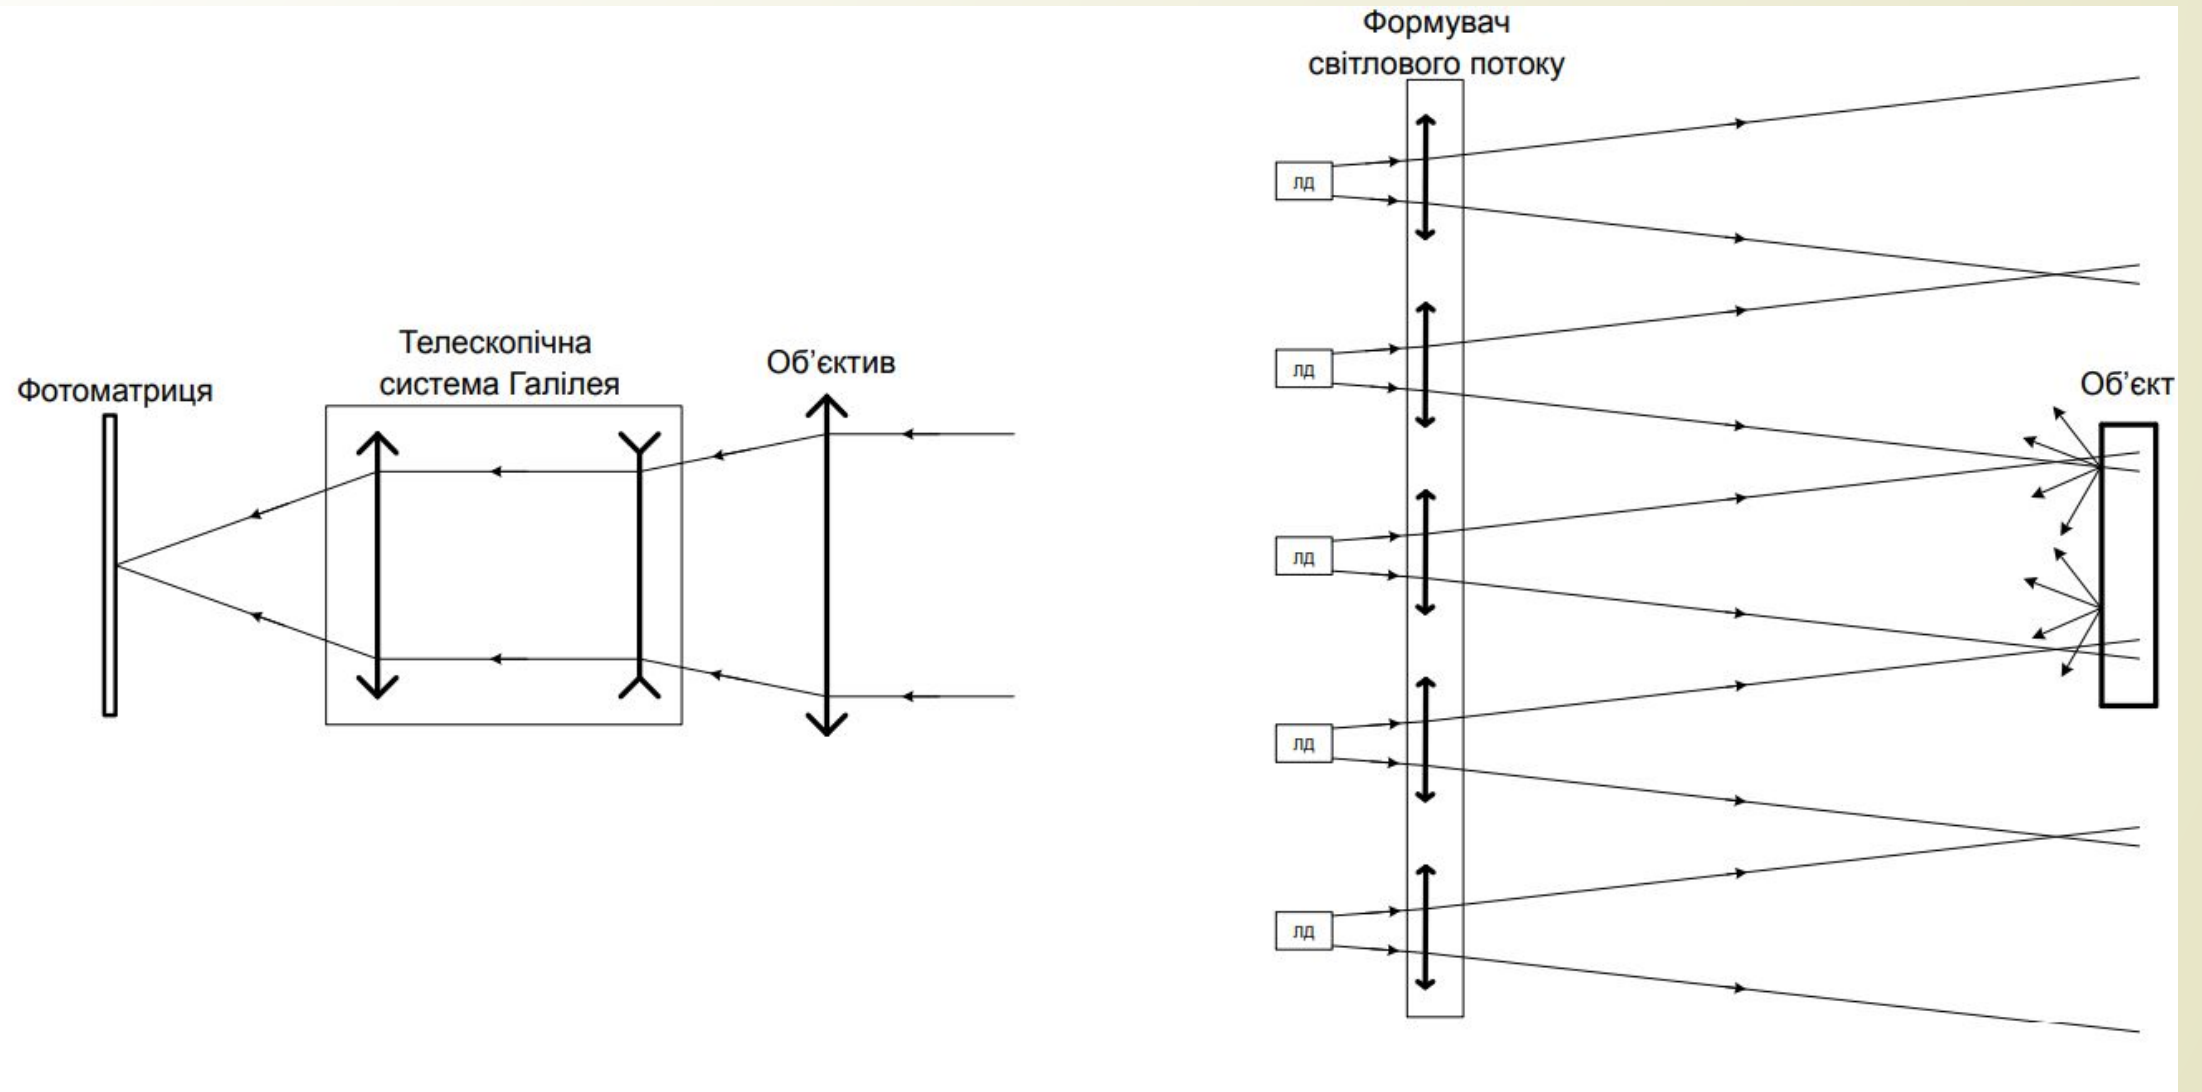 Фотоматриця
Телескопічна
система Галілея
Об’єктив
Формувач
світлового потоку
лд
лд
лд
лд
лд
Об’єкт